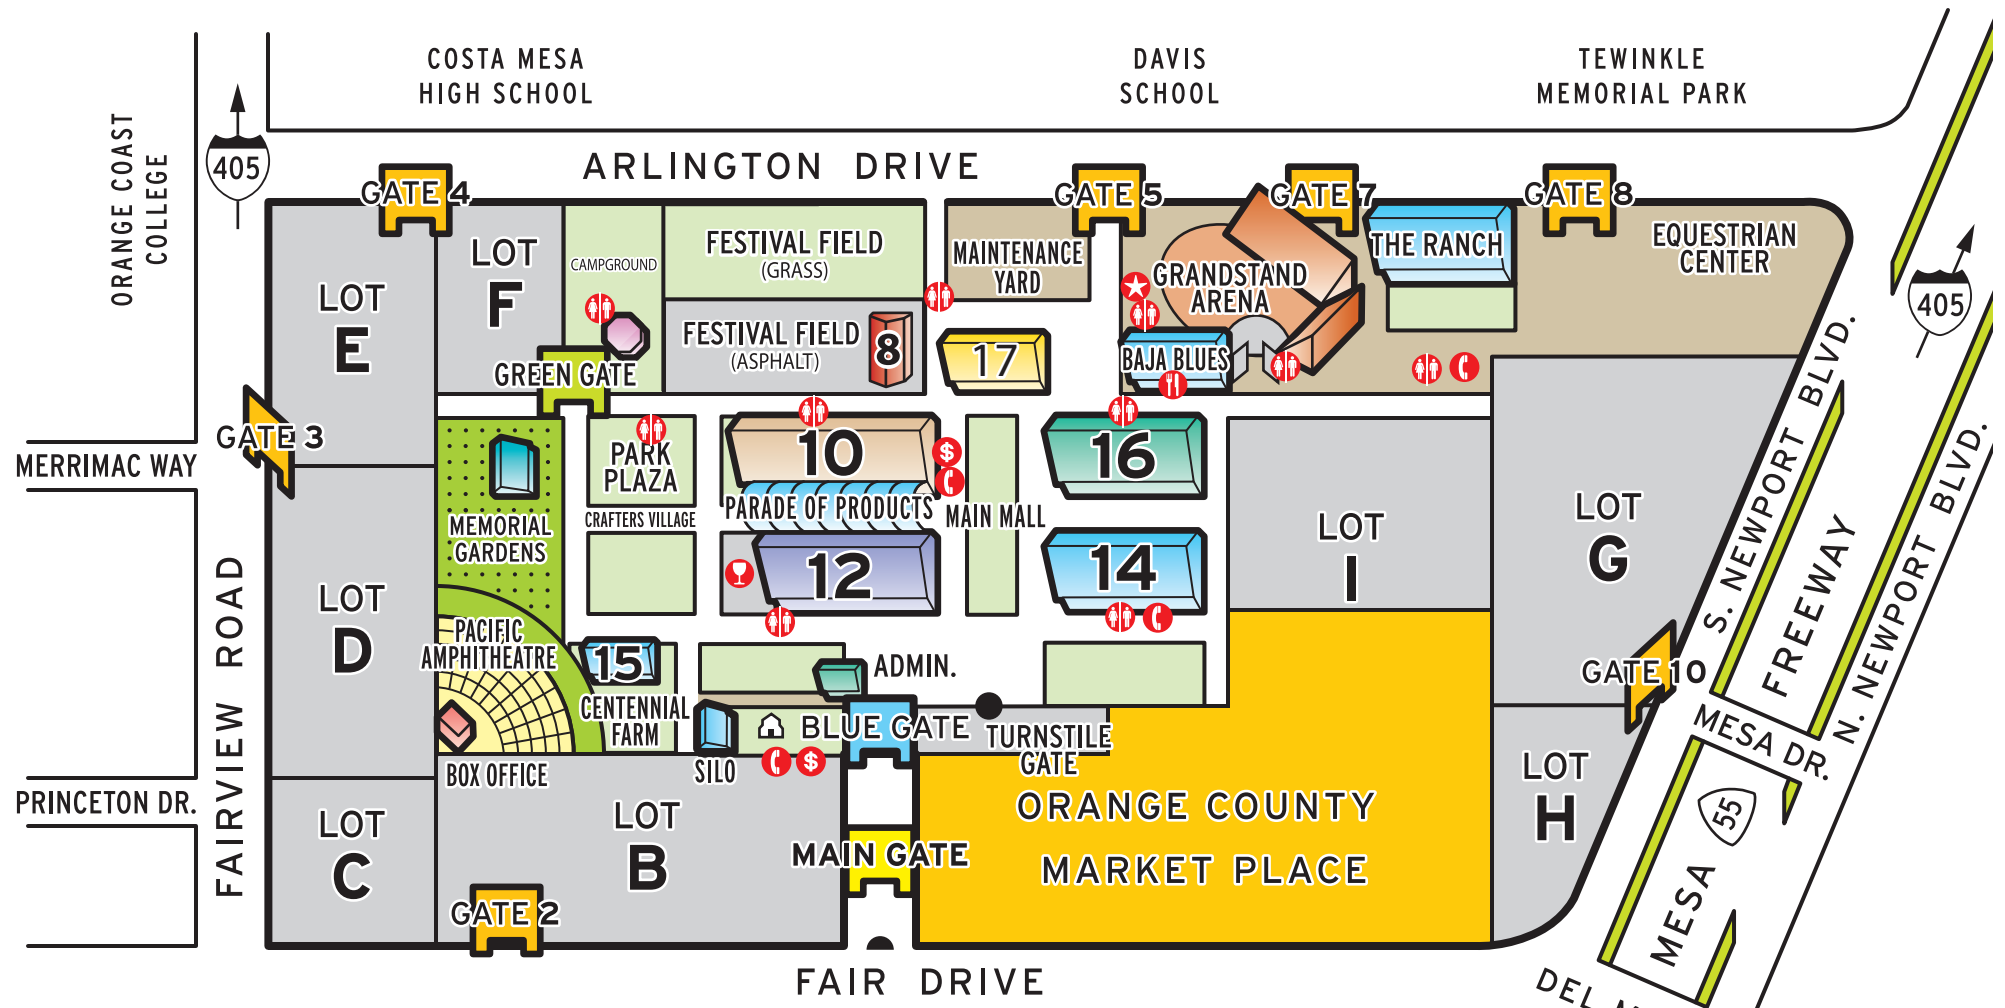 COSTA MESA
HIGH SCHOOL
DAVIS
SCHOOL
TEWINKLE
MEMORIAL PARK
ORANGE COAST
COLLEGE
405
ARLINGTON DRIVE
GATE 4
GATE 5
GATE 7
GATE 8
LOT
E
LOT
F
CAMPGROUND
FESTIVAL FIELD
(GRASS)
FESTIVAL FIELD
(ASPHALT)
8
MAINTENANCE
YARD
17
GRANDSTAND
ARENA
THE RANCH
EQUESTRIAN
CENTER
BAJA BLUES
405
GREEN GATE
GATE 3
MERRIMAC WAY
MEMORIAL
GARDENS
PARK
PLAZA
CRAFTERS VILLAGE
10
$
PARADE OF PRODUCTS
12
MAIN MALL
16
14
LOT
I
LOT
G
S. NEWPORT BLVD.
FREEWAY
N. NEWPORT BLVD.
FAIRVIEW ROAD
LOT
D
PACIFIC
AMPHITHEATRE
15
CENTENNIAL
FARM
ADMIN.
BLUE GATE
TURNSTILE
GATE
GATE 10
MESA DR.
BOX OFFICE
SILO
$
PRINCETON DR.
LOT
C
LOT
B
MAIN GATE
ORANGE COUNTY
MARKET PLACE
LOT
H
55
MESA
GATE 2
FAIR DRIVE
DEL